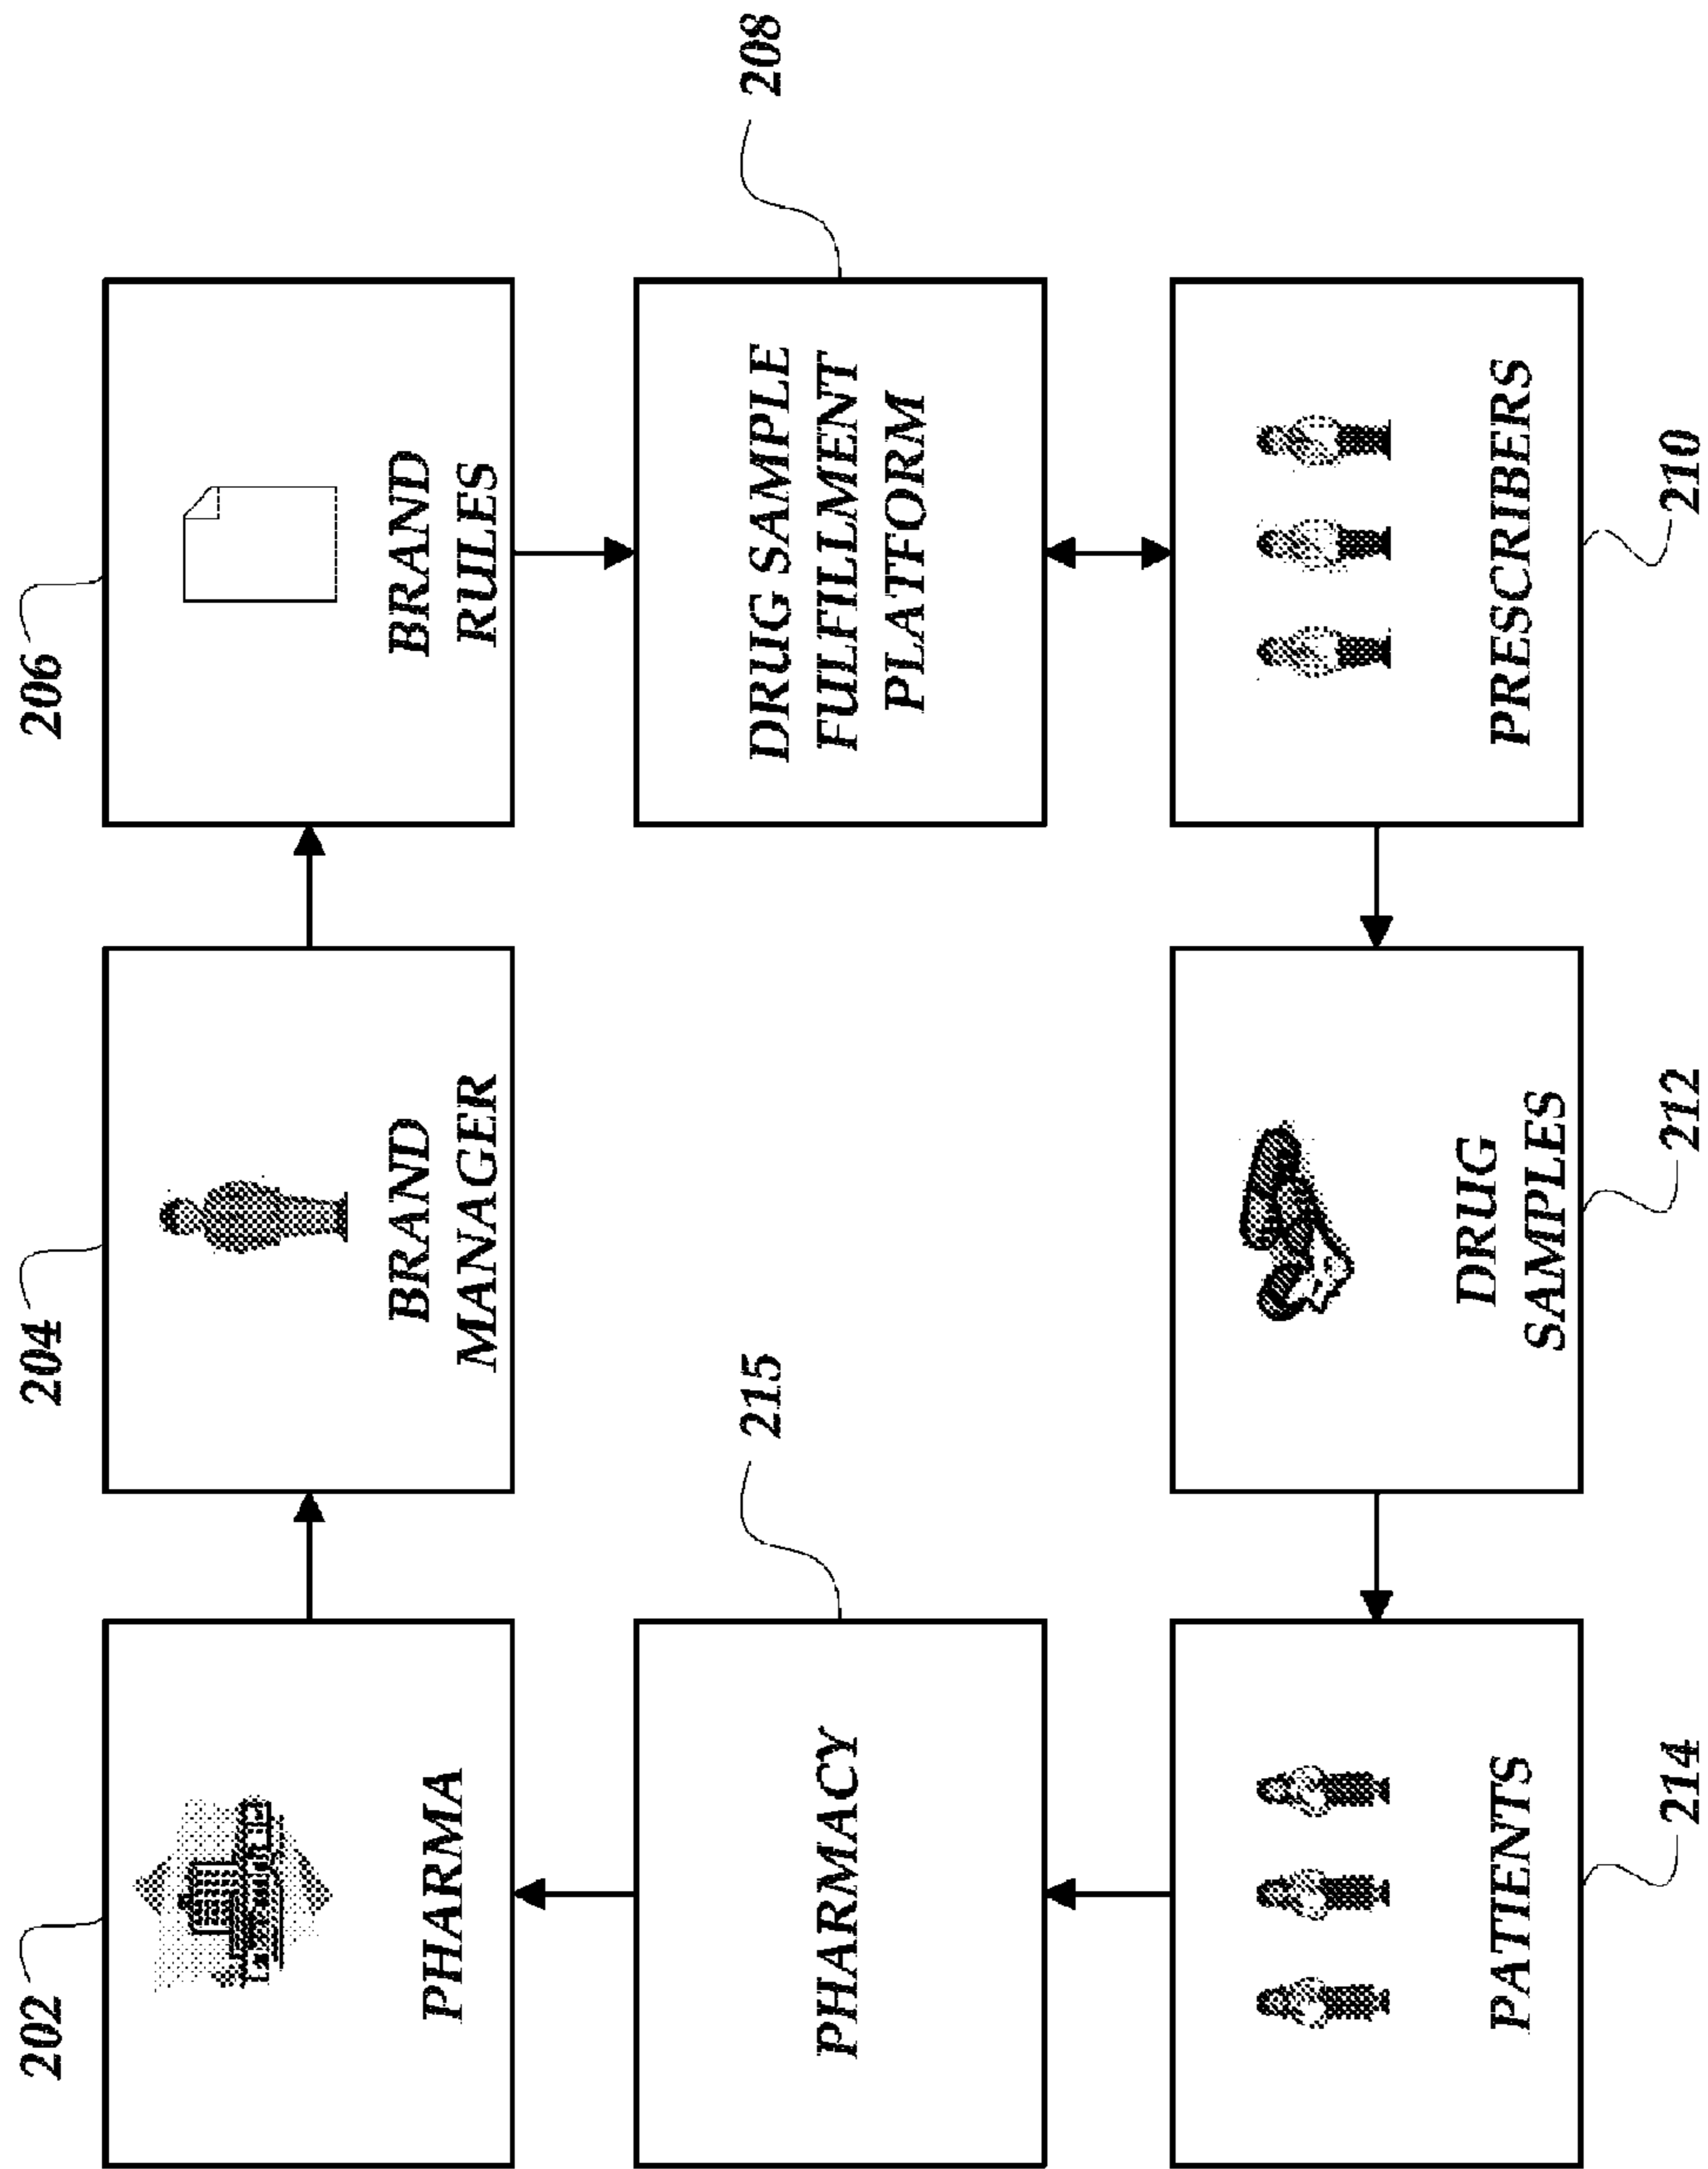 202
PHARMA
204
BRAND
MANAGER
206
BRAND
RULES
215
PHARMACY
208
DRUG SAMPLE
FULFILLMENT
PLATFORM
214
PATIENTS
212
DRUG
SAMPLES
210
PRESCRIBERS